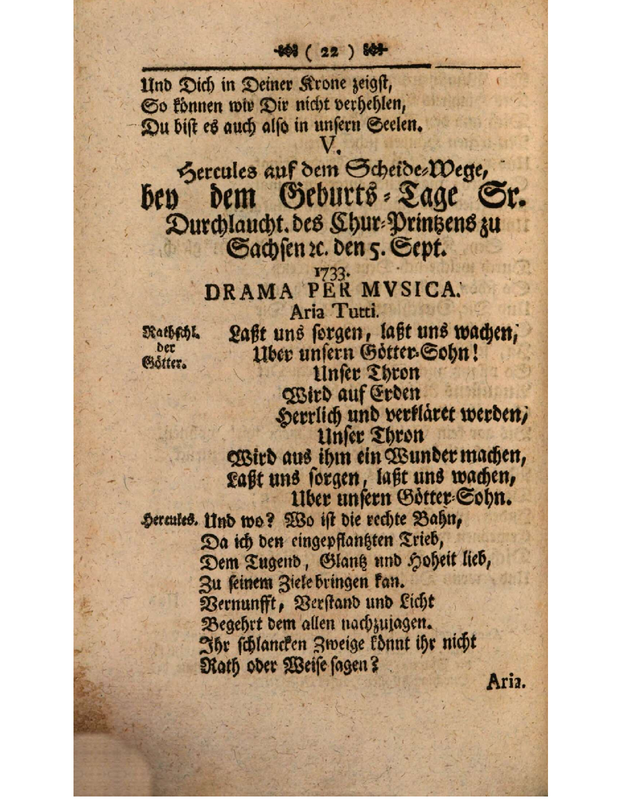 ( 22 )
Und Dich in Deiner Krone zeigst,
So können wir Dir nicht verhehlen,
Du bist es auch also in unsern Seelen.
V.
Hercules auf dem Scheide-Wege,
bey dem Geburts-Tage Sr.
Durchlaucht. des Chur-Printzens zu
Sachsen ꝛc. den 5. Sept.
1733.
DRAMA PER MVSICA.
Aria Tutti.
Rathschl. der Götter.
Laßt uns sorgen, laßt uns wachen,
Uber unsern Götter-Sohn!
Unser Thron
Wird auf Erden
Herrlich und verkläret werden,
Unser Thron
Wird aus ihm ein Wunder machen,
Laßt uns sorgen, laßt uns wachen,
Uber unsern Götter-Sohn.
Hercules. Und wo? Wo ist die rechte Bahn,
Da ich den eingepflantzten Trieb,
Dem Tugend, Glantz und Hoheit lieb,
Zu seinem Ziele bringen kan.
Vernunfft, Verstand und Licht
Begehrt dem allen nachzujagen.
Ihr schlancken Zweige könnt ihr nicht
Rath oder Weise sagen?
Aria.